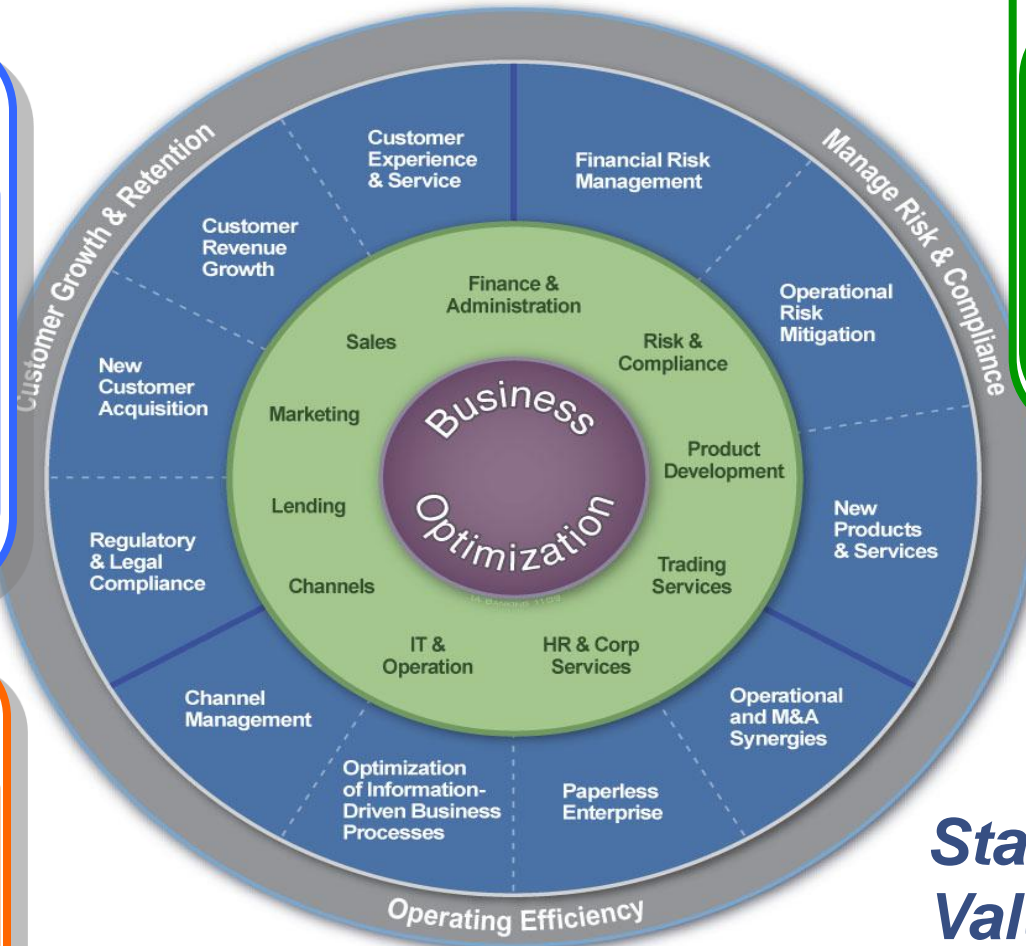 Customer Growth & Retention
Manage Risk & Compliance
Operating Efficiency
Customer
Experience
& Service
Financial Risk
Management
Customer
Revenue
Growth
Operational
Risk
Mitigation
New
Customer
Acquisition
New
Products
& Services
Regulatory
& Legal
Compliance
Channel
Management
Operational
and M&A
Synergies
Optimization
of Information-
Driven Business
Processes
Paperless
Enterprise
Finance &
Administration
Sales
Risk &
Compliance
Marketing
Product
Development
Lending
Trading
Services
Channels
IT &
Operation
HR & Corp
Services
Business
Optimization
Sta
Val